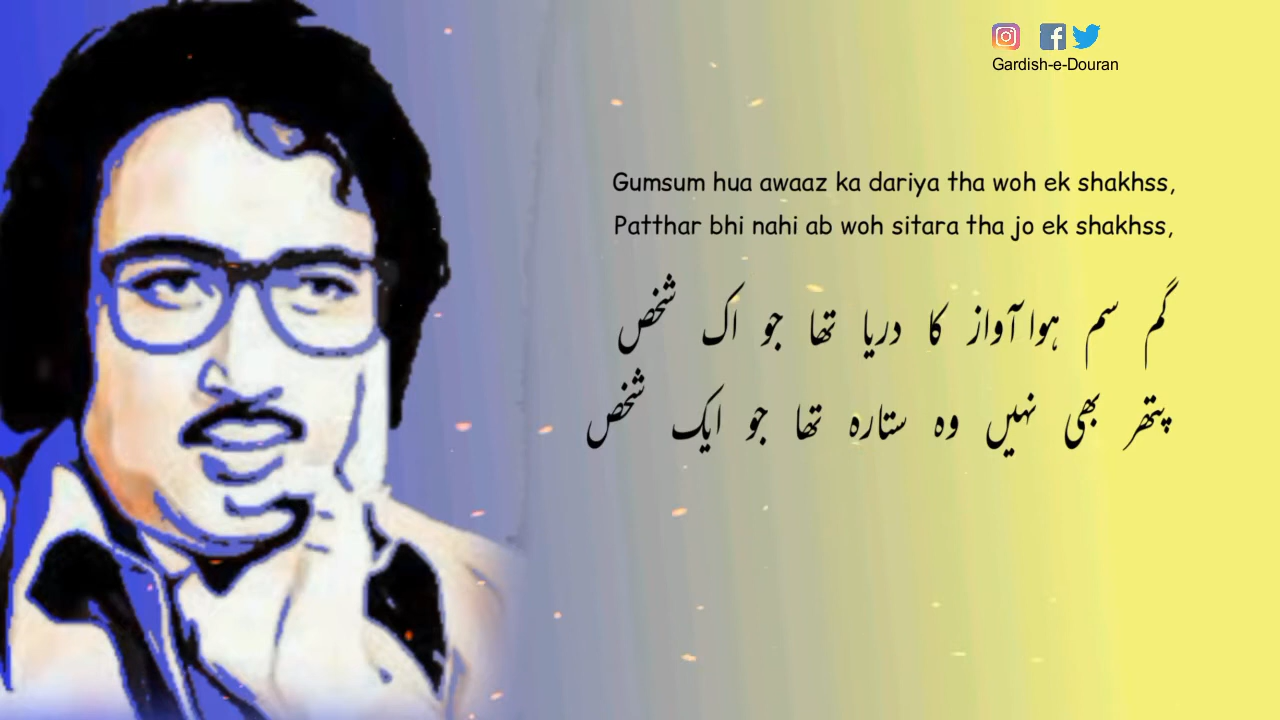 Gardish-e-Douran
Gumsum hua awaaz ka dariya tha woh ek shakhss,
Patthar bhi nahi ab woh sitara tha jo ek shakhss,
گم سم ہوا آواز کا دریا تھا جو اک شخص
پتھر بھی نہیں وہ ستارہ تھا جو ایک شخص